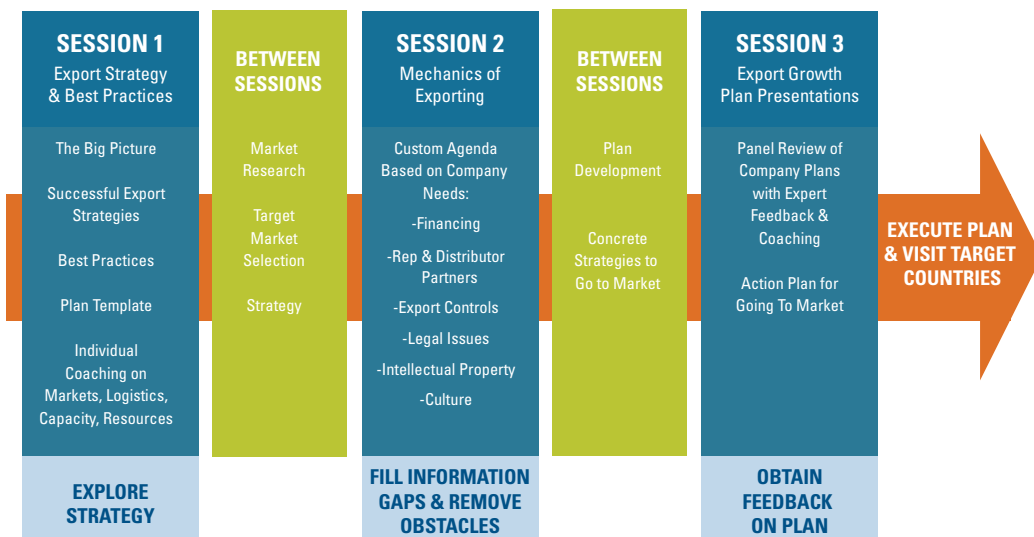 SESSION 1
Export Strategy
& Best Practices
The Big Picture
Successful Export
Strategies
Best Practices
Plan Template
Individual
Coaching on
Markets, Logistics,
Capacity, Resources
EXPLORE
STRATEGY
BETWEEN
SESSIONS
Market
Research
Target
Market
Selection
Strategy
SESSION 2
Mechanics of
Exporting
Custom Agenda
Based on Company
Needs:
-Financing
-Rep & Distributor
Partners
-Export Controls
-Legal Issues
-Intellectual Property
-Culture
FILL INFORMATION
GAPS & REMOVE
OBSTACLES
BETWEEN
SESSIONS
Plan
Development
Concrete
Strategies to
Go to Market
SESSION 3
Export Growth
Plan Presentations
Panel Review of
Company Plans
with Expert
Feedback &
Coaching
Action Plan for
Going To Market
OBTAIN
FEEDBACK
ON PLAN
EXECUTE PLAN
& VISIT TARGET
COUNTRIES